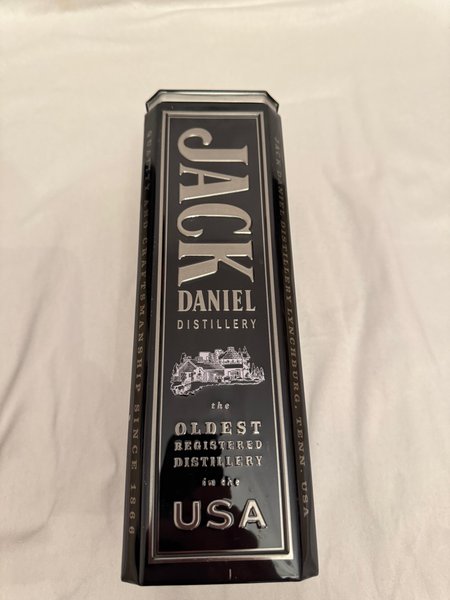 JACK
DANIEL
DISTILLERY
the
OLDEST
REGISTERED
DISTILLERY
in the
USA
QUALITY AND CRAFTSMANSHIP SINCE 1866
JACK DANIEL DISTILLERY LYNCHBURG, TENN. USA